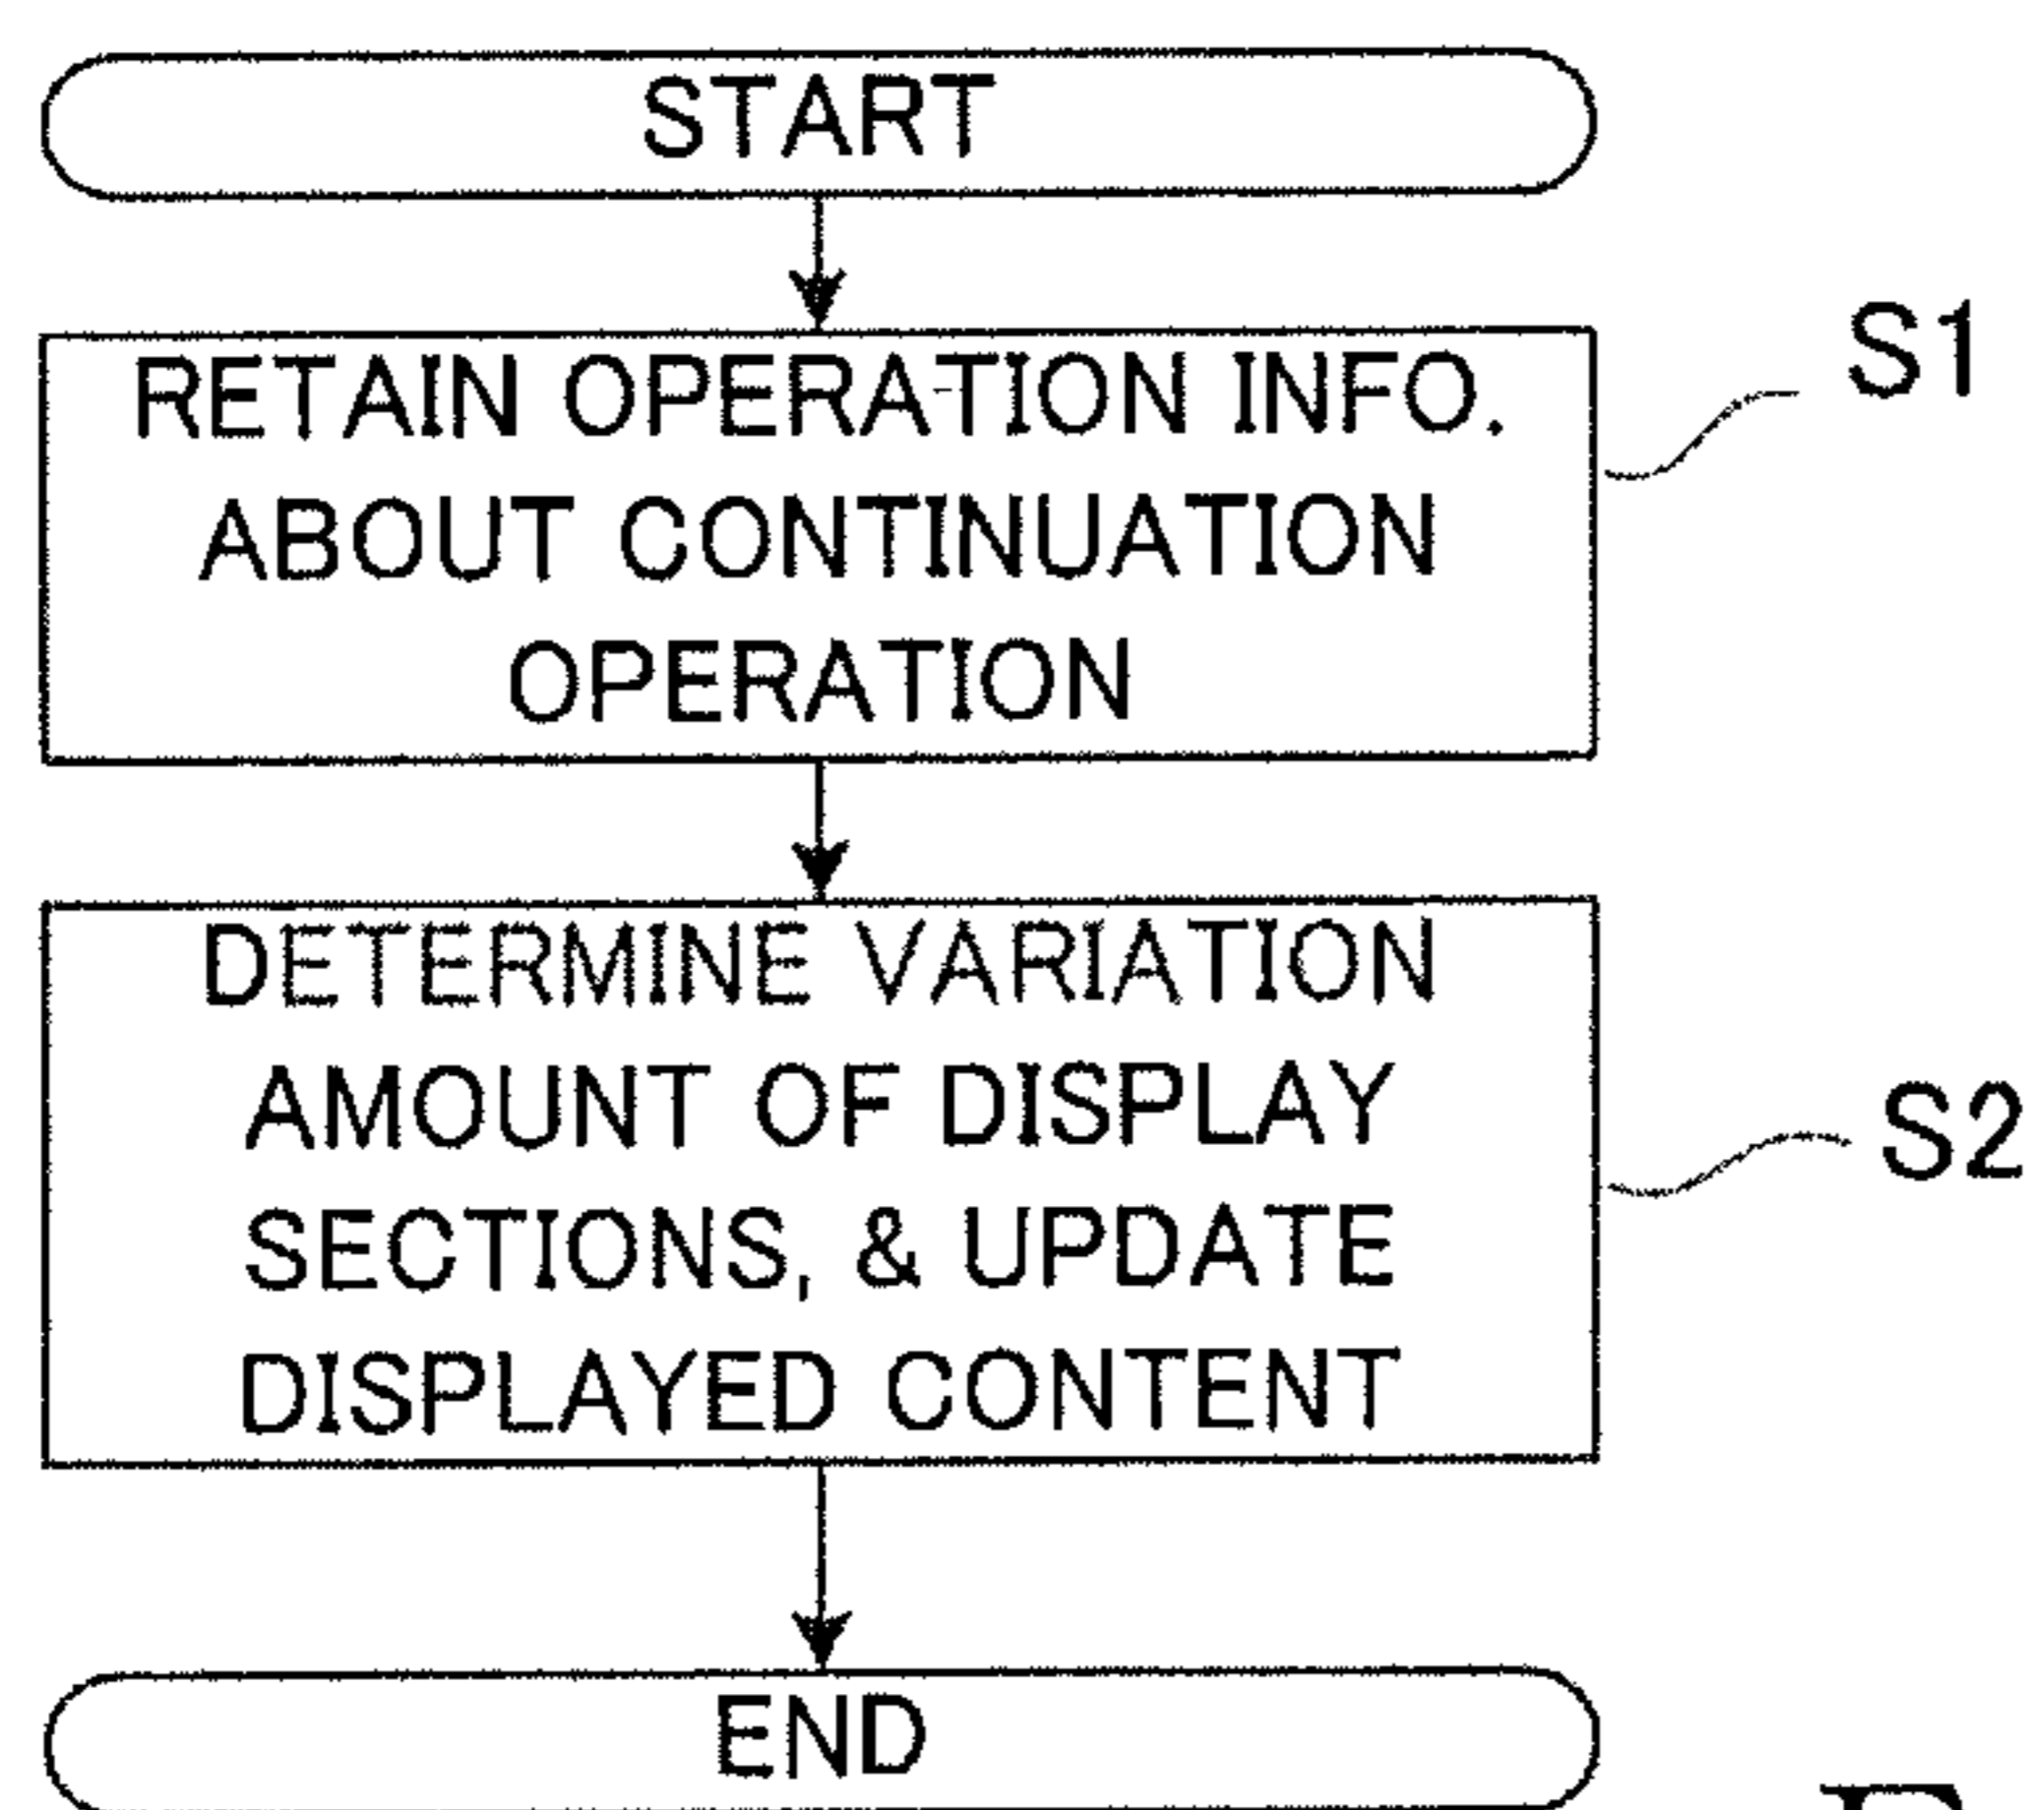 START
RETAIN OPERATION INFO.
ABOUT CONTINUATION
OPERATION
S1
DETERMINE VARIATION
AMOUNT OF DISPLAY
SECTIONS, & UPDATE
DISPLAYED CONTENT
S2
END